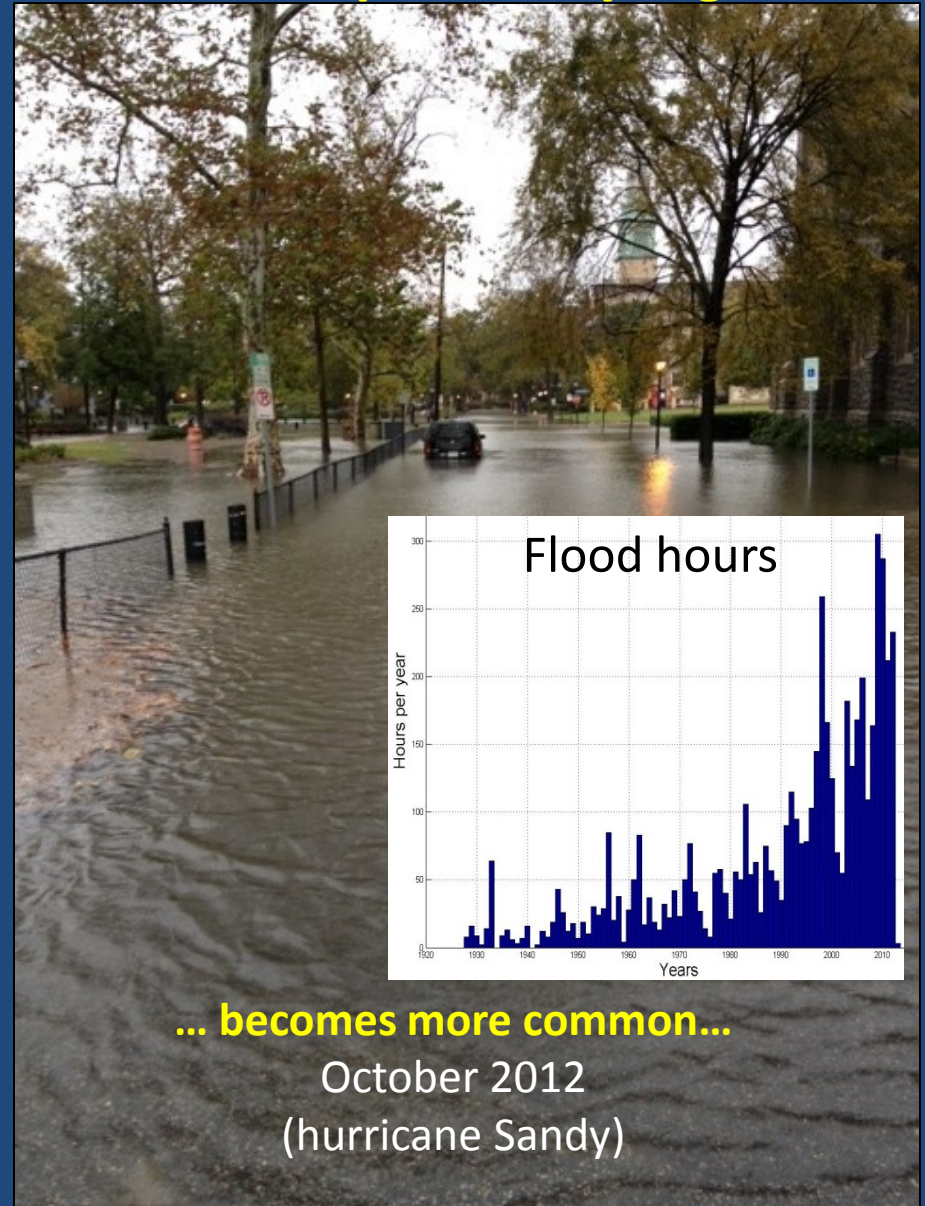 Flood hours
Hours per year
300
250
200
150
100
50
0
1920 1930 1940 1950 1960 1970 1980 1990 2000 2010
Years
... becomes more common...
October 2012
(hurricane Sandy)